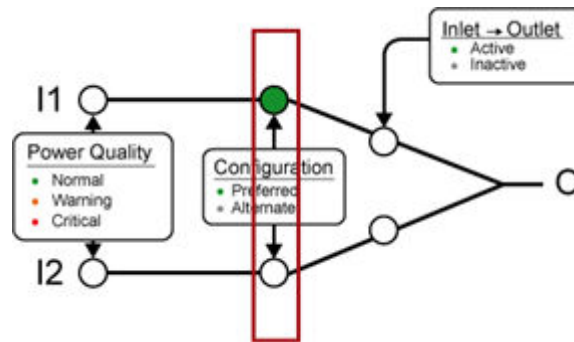 Inlet → Outlet
Active
Inactive
I1
Power Quality
Normal
Warning
Critical
Configuration
Preferred
Alternate
O
I2